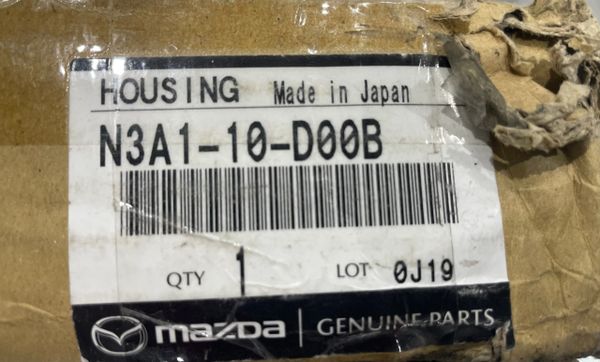 HOUSING Made in Japan
N3A1-10-D00B
QTY 1 LOT 0J19
mazda GENUINE PARTS